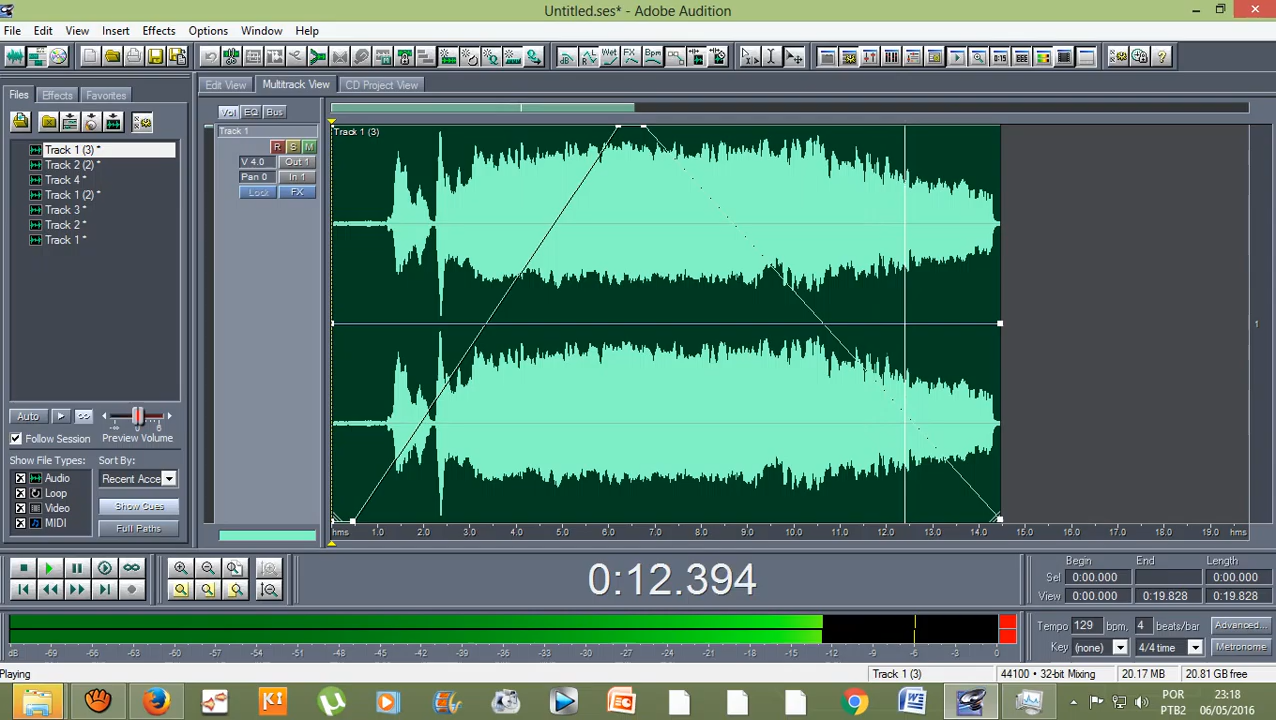 Untitled.ses* - Adobe Audition
File Edit View Insert Effects Options Window Help
Wet FX Bpm 0:15
Files Effects Favorites
Edit View Multitrack View CD Project View
Vol EQ Bus
Track 1
R S M
V 4.0 Out 1
Pan 0 In 1
Lock FX
Track 1 (3)
Track 1 (3) *
Track 2 (2) *
Track 4 *
Track 1 (2) *
Track 3 *
Track 2 *
Track 1 *
1
Auto
Follow Session Preview Volume
Show File Types: Sort By:
Audio Recent Acce
Loop
Video Show Cues
MIDI Full Paths
hms 1.0 2.0 3.0 4.0 5.0 6.0 7.0 8.0 9.0 10.0 11.0 12.0 13.0 14.0 15.0 16.0 17.0 18.0 19.0 hms
0:12.394
Begin End Length
Sel 0:00.000 0:00.000
View 0:00.000 0:19.828 0:19.828
Tempo 129 bpm, 4 beats/bar Advanced...
Key (none) 4/4 time Metronome
dB -69 -66 -63 -60 -57 -54 -51 -48 -45 -42 -39 -36 -33 -30 -27 -24 -21 -18 -15 -12 -9 -6 -3 0
Playing Track 1 (3) 44100 • 32-bit Mixing 20.17 MB 20.81 GB free
K1
POR 23:18
PTB2 06/05/2016